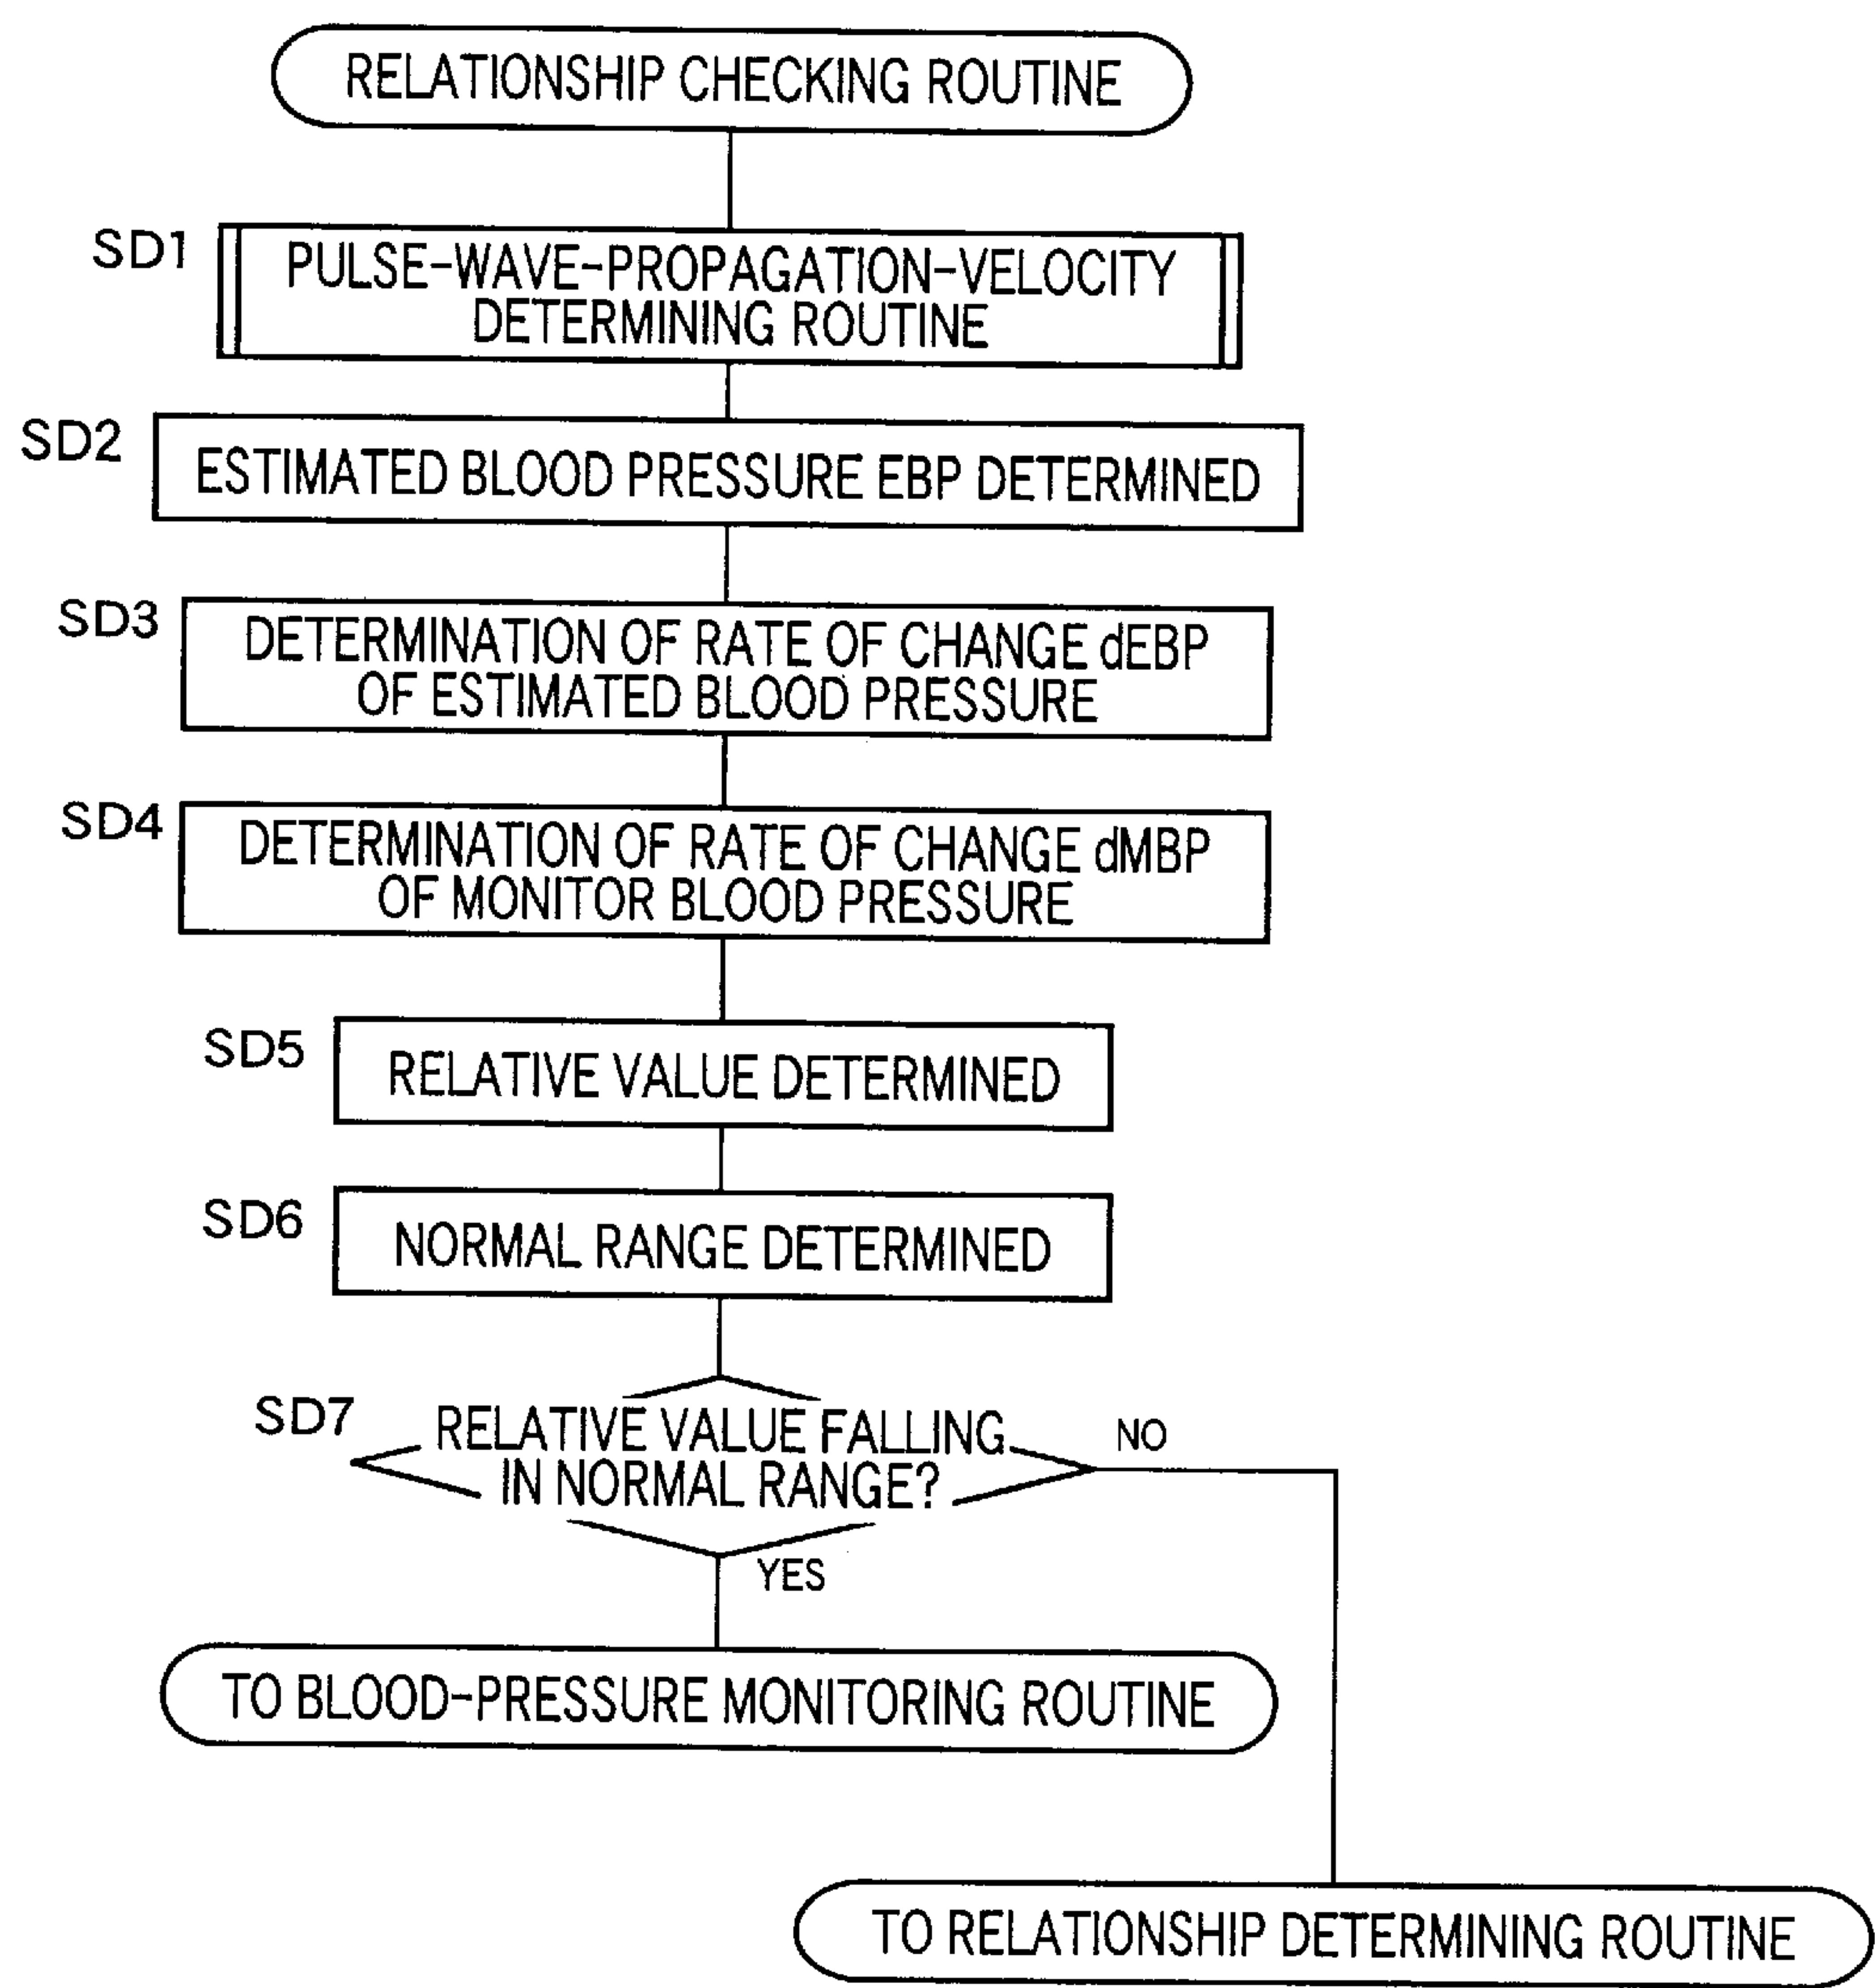 RELATIONSHIP CHECKING ROUTINE
SD1
PULSE-WAVE-PROPAGATION-VELOCITY
DETERMINING ROUTINE
SD2
ESTIMATED BLOOD PRESSURE EBP DETERMINED
SD3
DETERMINATION OF RATE OF CHANGE dEBP
OF ESTIMATED BLOOD PRESSURE
SD4
DETERMINATION OF RATE OF CHANGE dMBP
OF MONITOR BLOOD PRESSURE
SD5
RELATIVE VALUE DETERMINED
SD6
NORMAL RANGE DETERMINED
SD7
RELATIVE VALUE FALLING
IN NORMAL RANGE?
NO
YES
TO BLOOD-PRESSURE MONITORING ROUTINE
TO RELATIONSHIP DETERMINING ROUTINE